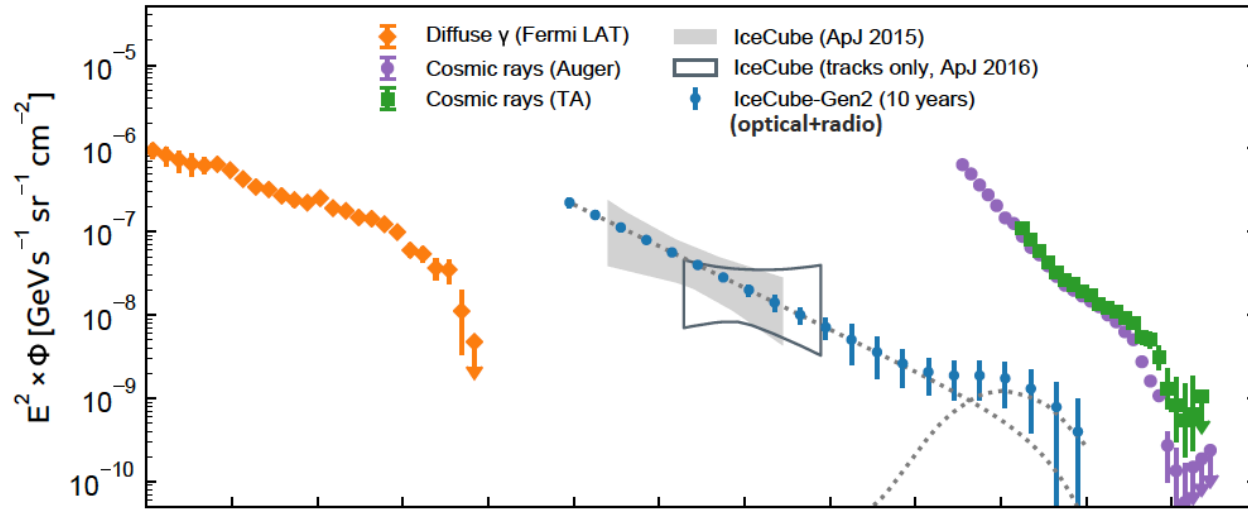 Diffuse γ (Fermi LAT)
Cosmic rays (Auger)
Cosmic rays (TA)
IceCube (ApJ 2015)
IceCube (tracks only, ApJ 2016)
IceCube-Gen2 (10 years)
(optical+radio)
E² × Φ [GeV s⁻¹ sr⁻¹ cm⁻²]
10⁻⁵
10⁻⁶
10⁻⁷
10⁻⁸
10⁻⁹
10⁻¹⁰